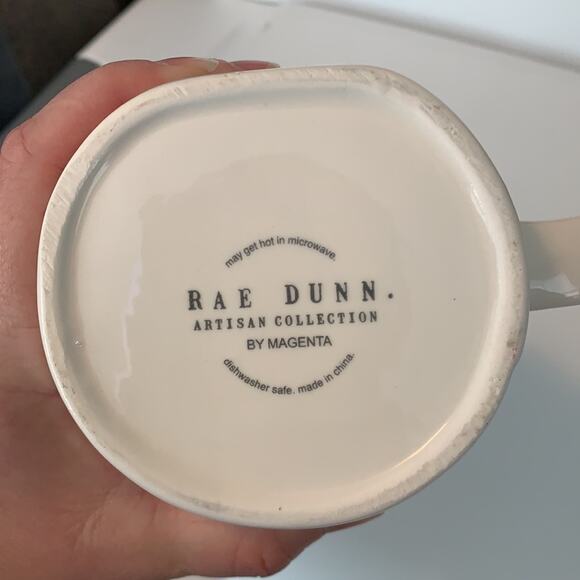 may get hot in microwave.
RAE DUNN.
ARTISAN COLLECTION
BY MAGENTA
dishwasher safe. made in china.